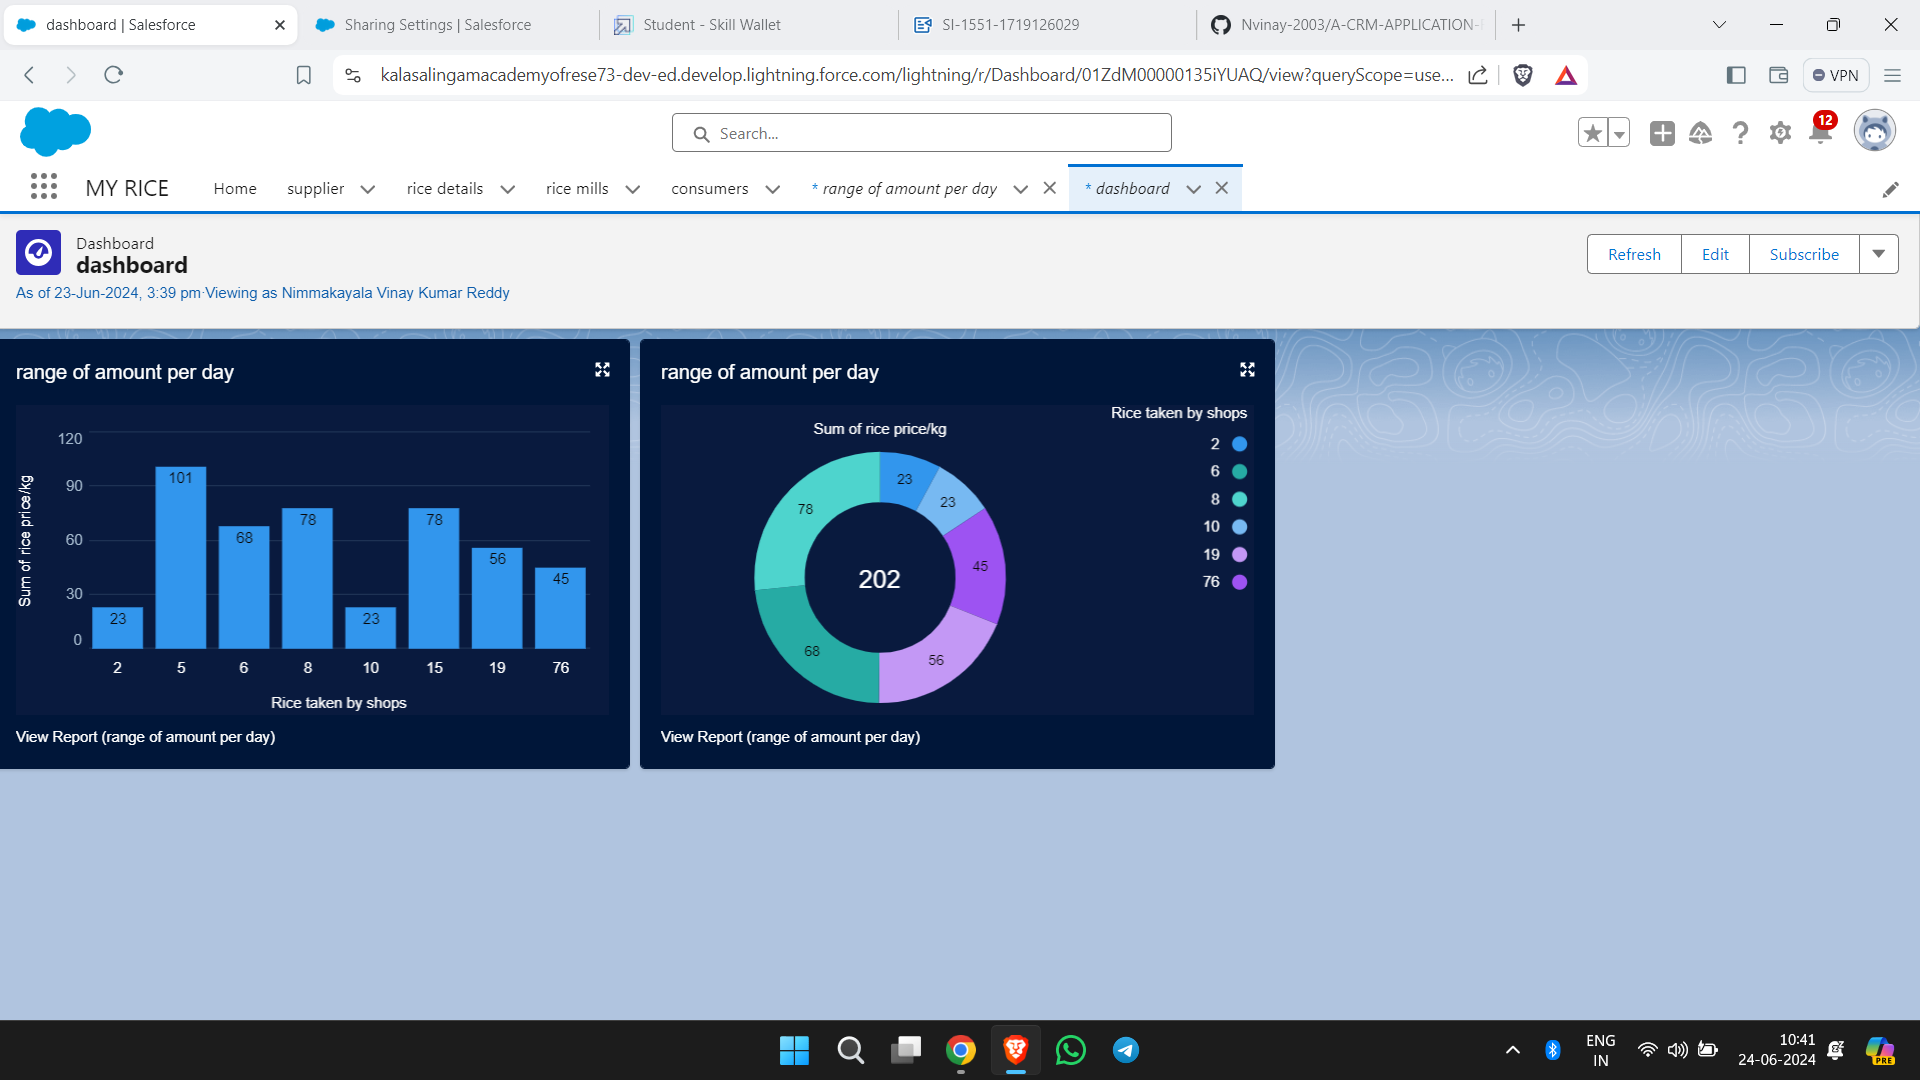 dashboard | Salesforce
Sharing Settings | Salesforce
Student - Skill Wallet
SI-1551-1719126029
Nvinay-2003/A-CRM-APPLICATION-
kalasalingamacademyofrese73-dev-ed.develop.lightning.force.com/lightning/r/Dashboard/01ZdM00000135iYUAQ/view?queryScope=use...
VPN
Search...
12
MY RICE
Home
supplier
rice details
rice mills
consumers
* range of amount per day
* dashboard
Dashboard
dashboard
As of 23-Jun-2024, 3:39 pm·Viewing as Nimmakayala Vinay Kumar Reddy
Refresh
Edit
Subscribe
range of amount per day
Sum of rice price/kg
120
90
60
30
0
23
101
68
78
23
78
56
45
2
5
6
8
10
15
19
76
Rice taken by shops
View Report (range of amount per day)
range of amount per day
Rice taken by shops
Sum of rice price/kg
2
6
8
10
19
76
23
23
45
56
68
78
202
View Report (range of amount per day)
ENG
IN
10:41
24-06-2024
PRE